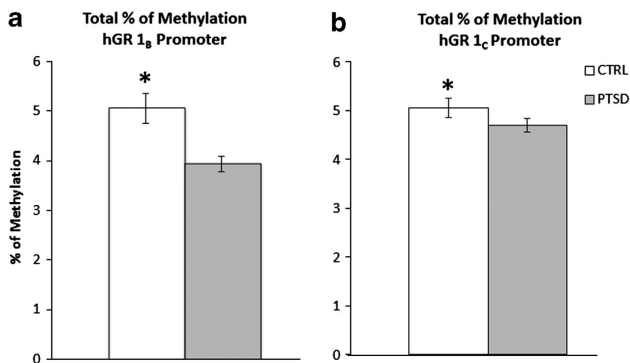 a
Total % of Methylation
hGR 1B Promoter
% of Methylation
6
5
4
3
2
1
0
*
b
Total % of Methylation
hGR 1C Promoter
6
5
4
3
2
1
0
*
CTRL
PTSD